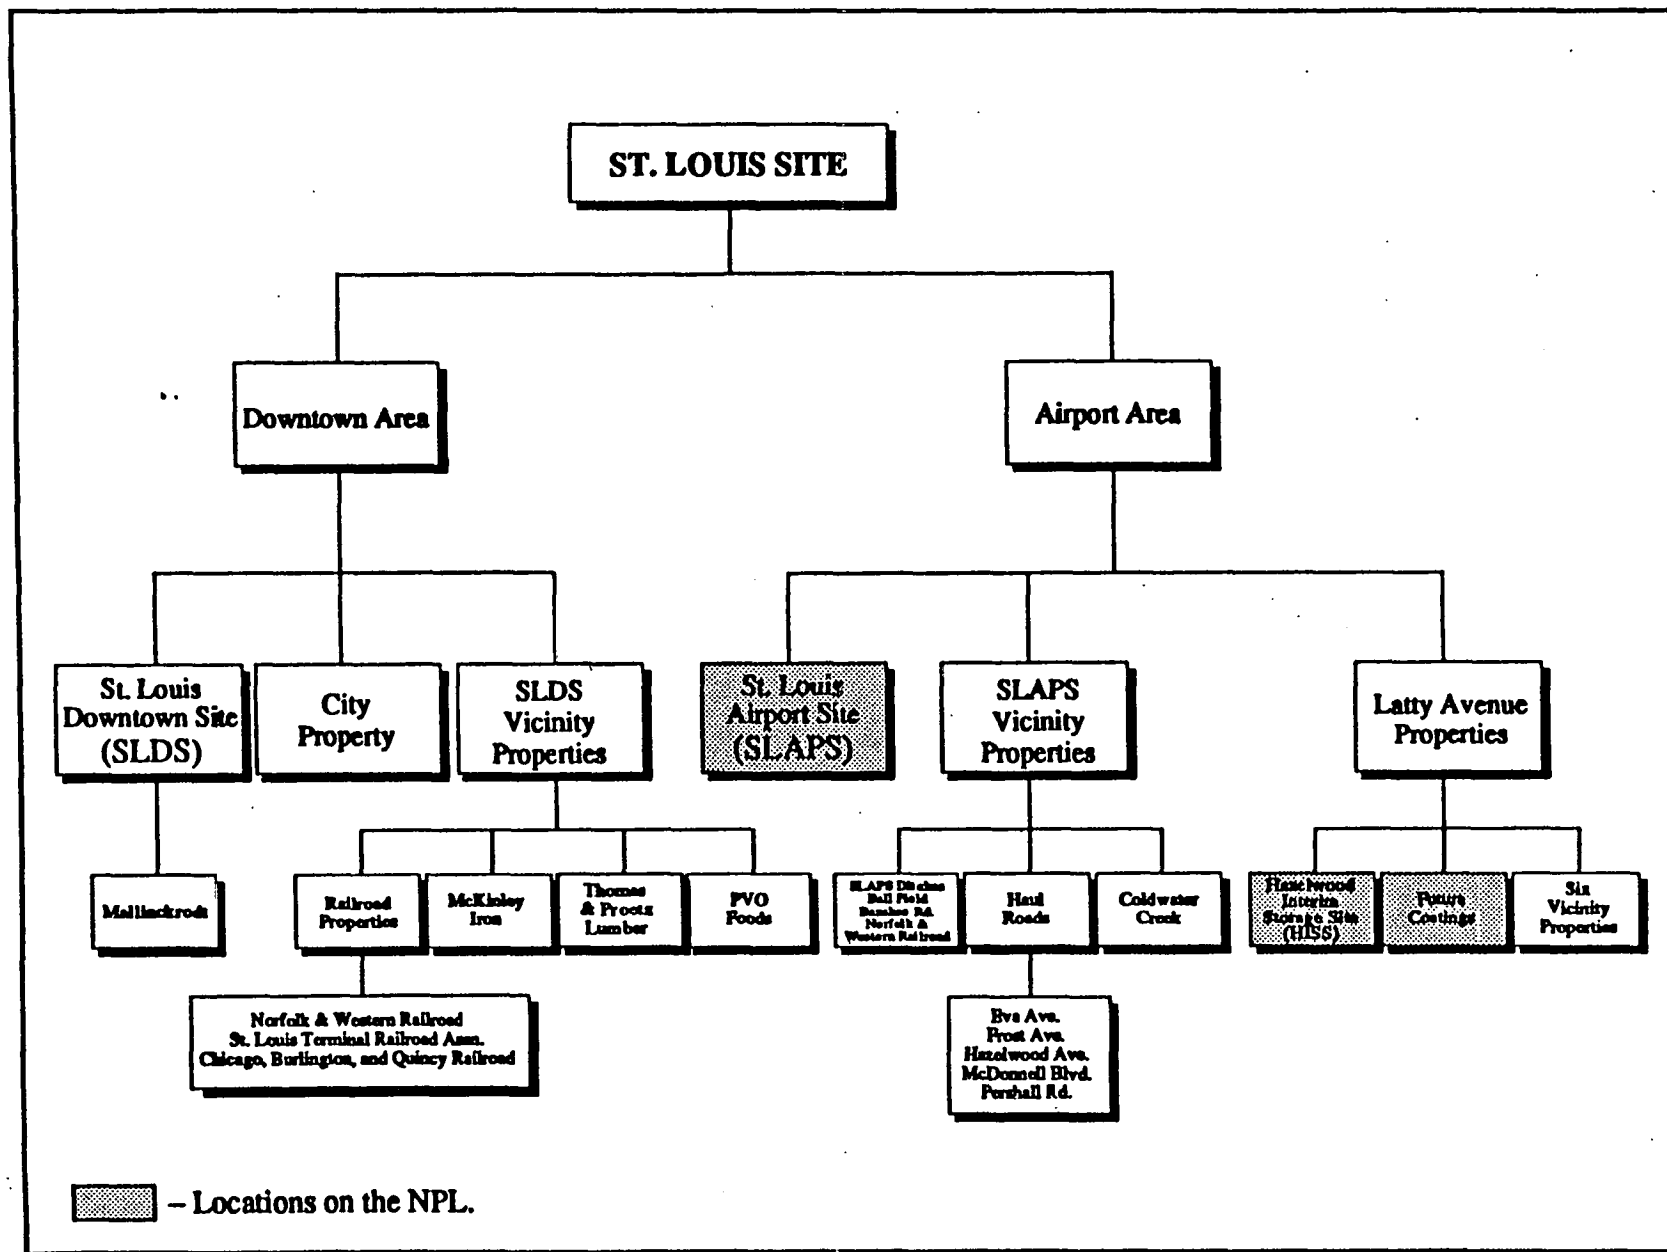 ST. LOUIS SITE
Downtown Area
Airport Area
St. Louis
Downtown Site
(SLDS)
City
Property
SLDS
Vicinity
Properties
St. Louis
Airport Site
(SLAPS)
SLAPS
Vicinity
Properties
Latty Avenue
Properties
Mallinckrodt
Railroad
Properties
McKinley
Iron
Thomas
& Proetz
Lumber
PVO
Foods
SLAPS Ditches
Ball Field
Banshee Rd.
Norfolk &
Western Railroad
Haul
Roads
Coldwater
Creek
Hazelwood
Interim
Storage Site
(HISS)
Futura
Coatings
Six
Vicinity
Properties
Norfolk & Western Railroad
St. Louis Terminal Railroad Assn.
Chicago, Burlington, and Quincy Railroad
Eva Ave.
Frost Ave.
Hazelwood Ave.
McDonnell Blvd.
Pershall Rd.
– Locations on the NPL.